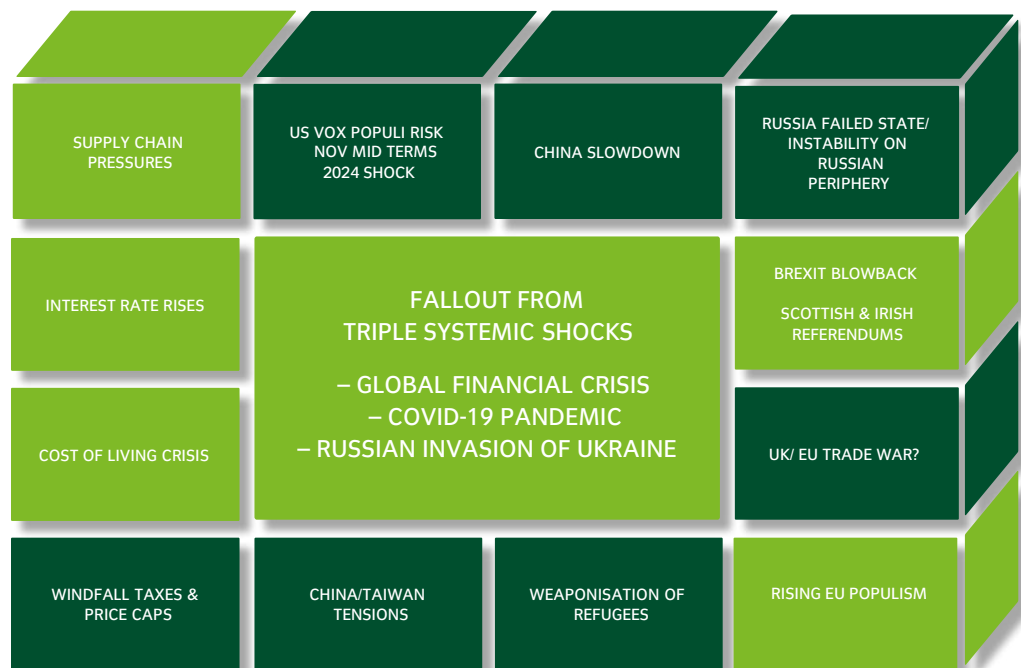 SUPPLY CHAIN
PRESSURES
US VOX POPULI RISK
NOV MID TERMS
2024 SHOCK
CHINA SLOWDOWN
RUSSIA FAILED STATE/
INSTABILITY ON
RUSSIAN
PERIPHERY
INTEREST RATE RISES
FALLOUT FROM
TRIPLE SYSTEMIC SHOCKS
– GLOBAL FINANCIAL CRISIS
– COVID-19 PANDEMIC
– RUSSIAN INVASION OF UKRAINE
BREXIT BLOWBACK
SCOTTISH & IRISH
REFERENDUMS
COST OF LIVING CRISIS
UK/ EU TRADE WAR?
WINDFALL TAXES &
PRICE CAPS
CHINA/TAIWAN
TENSIONS
WEAPONISATION OF
REFUGEES
RISING EU POPULISM